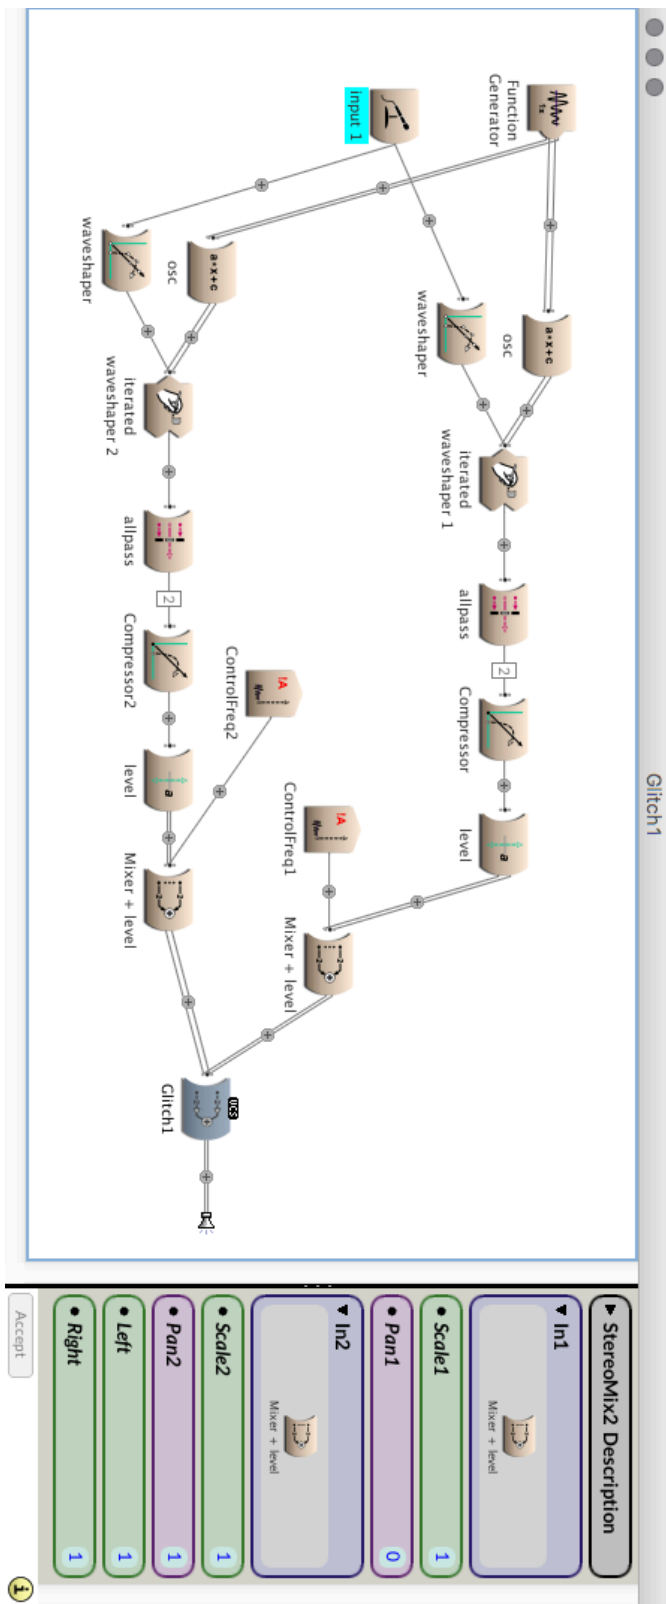 Glitch1
Function
Generator
1x
input 1
a*x+c
osc
waveshaper
iterated
waveshaper 1
allpass
2
Compressor
a
level
a*x+c
osc
waveshaper
iterated
waveshaper 2
allpass
2
Compressor2
a
level
!A
ControlFreq1
!A
ControlFreq2
Mixer + level
Mixer + level
UGS
Glitch1
StereoMix2 Description
In1
Mixer + level
Scale1
1
Pan1
0
In2
Mixer + level
Scale2
1
Pan2
1
Left
1
Right
1
Accept
i